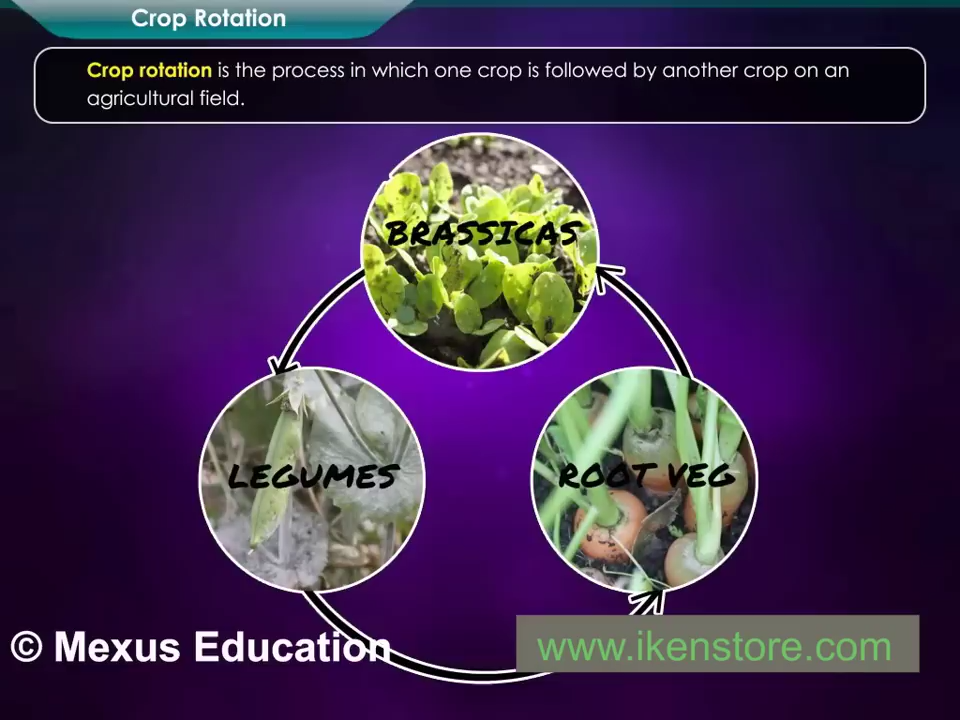 Crop Rotation
Crop rotation is the process in which one crop is followed by another crop on an
agricultural field.
BRASSICAS
LEGUMES
ROOT VEG
© Mexus Education
www.ikenstore.com